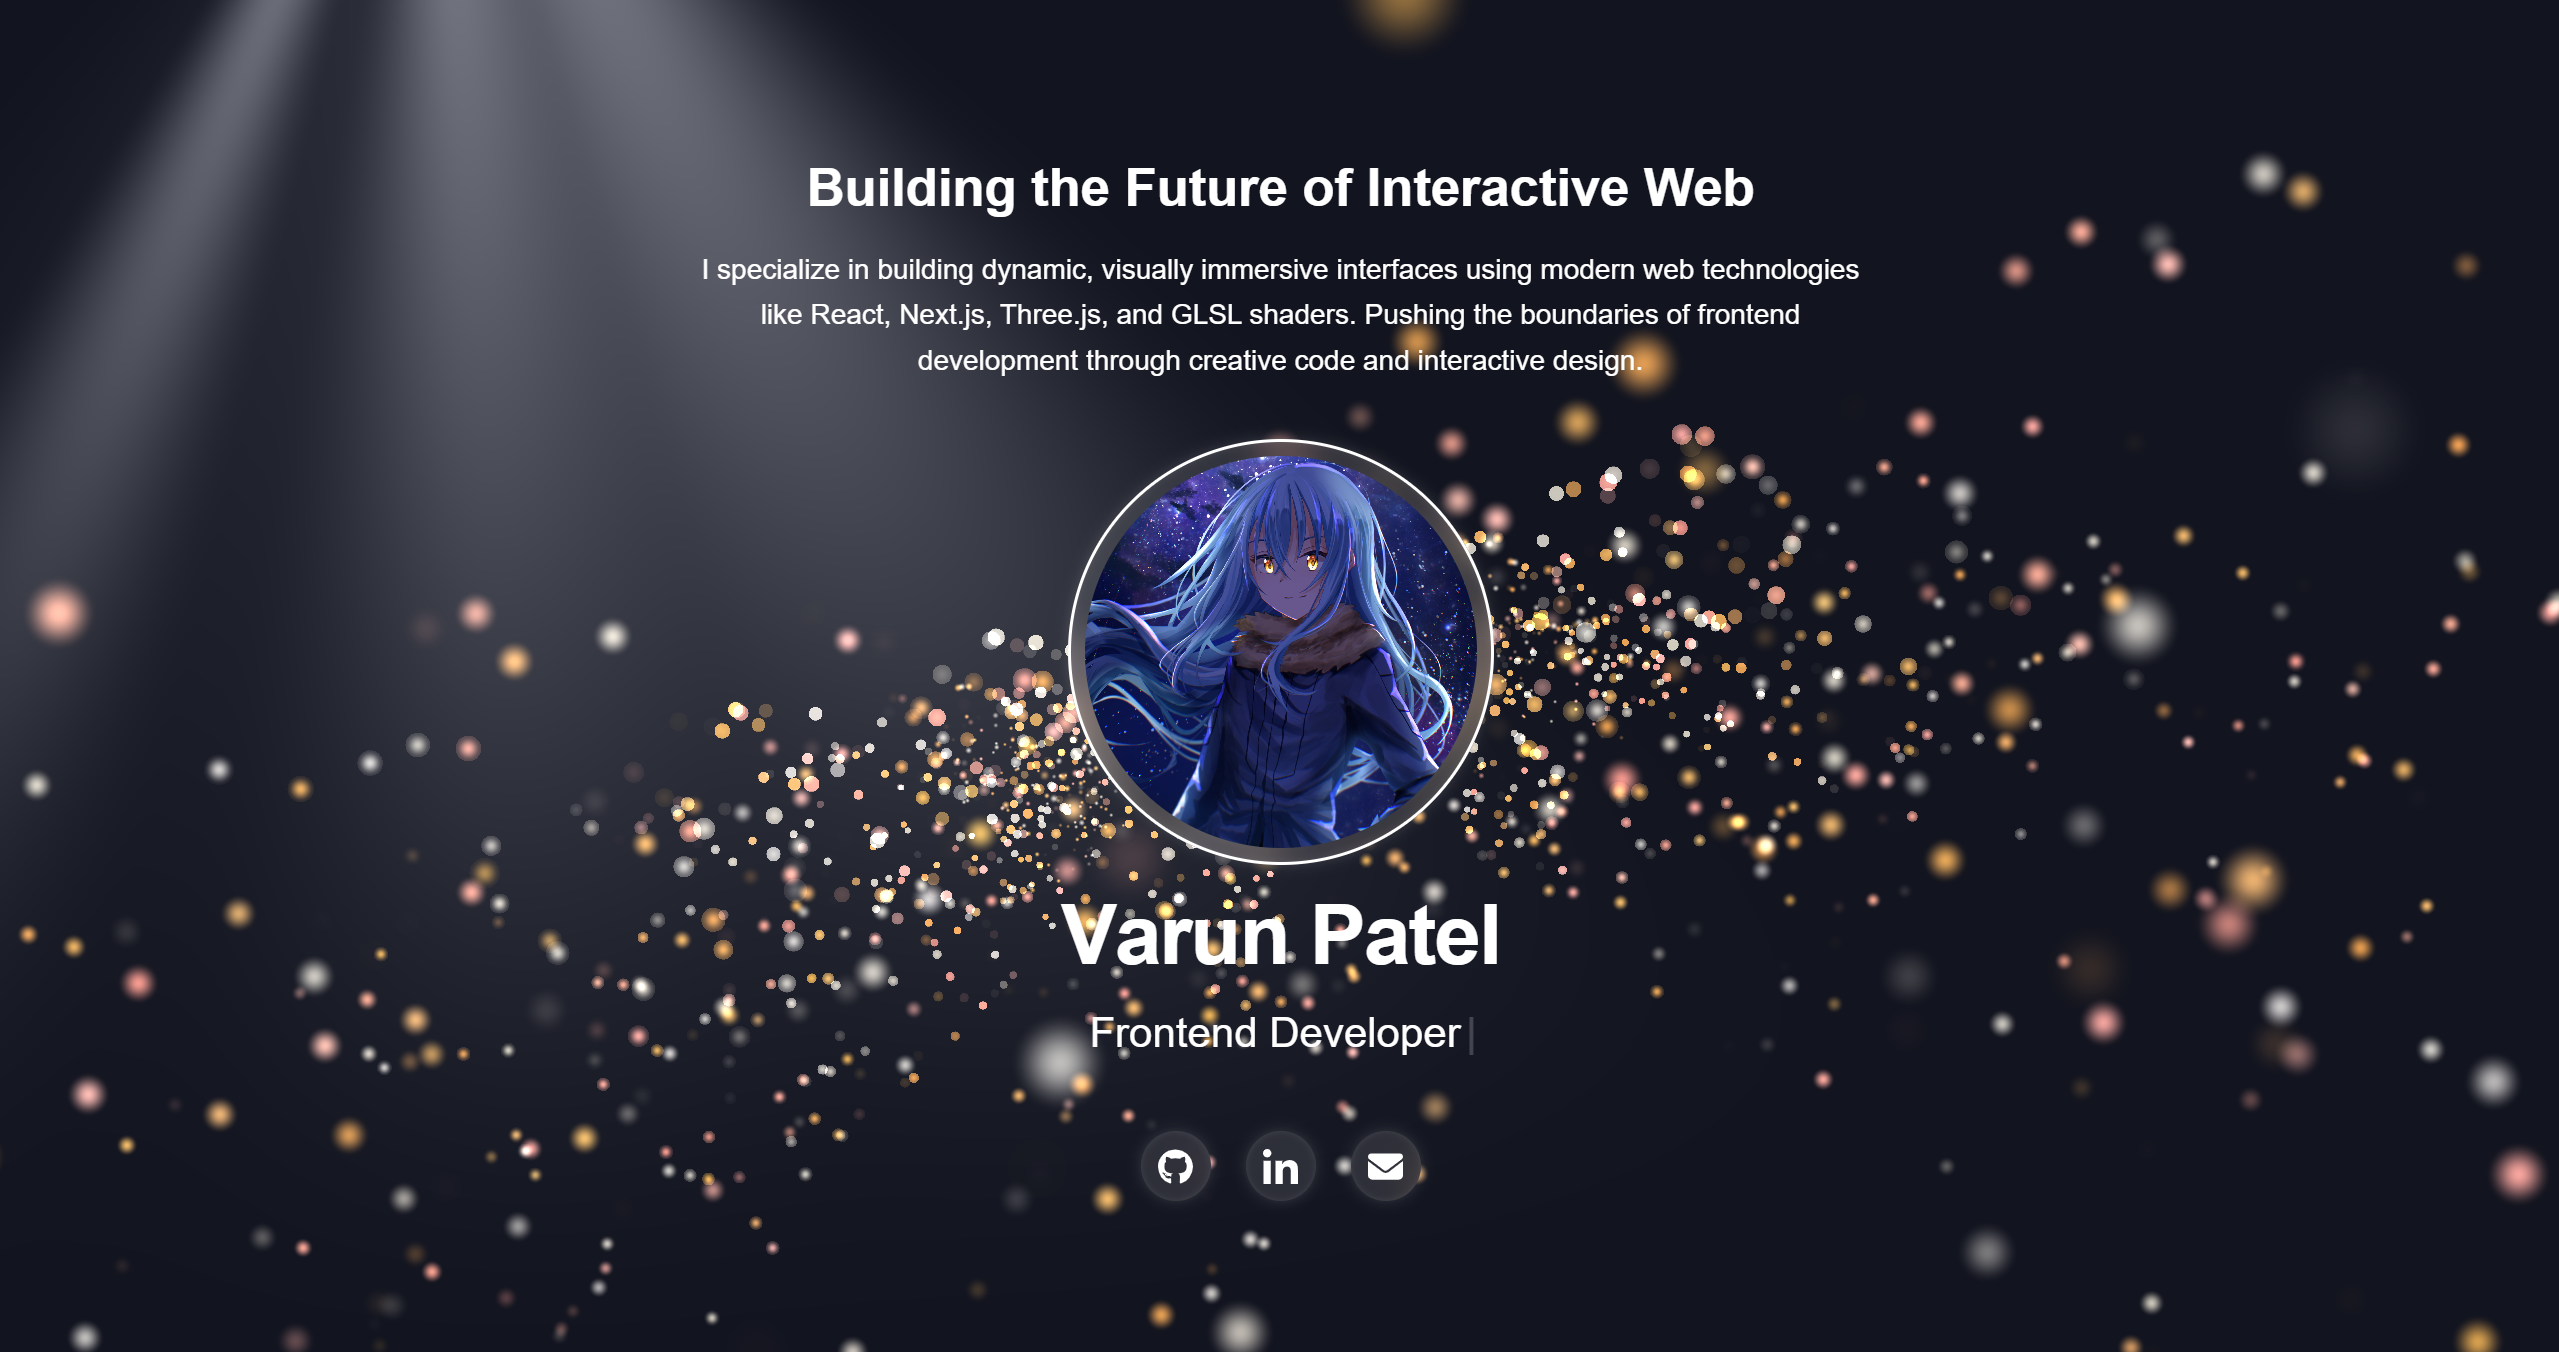 Building the Future of Interactive Web
I specialize in building dynamic, visually immersive interfaces using modern web technologies
like React, Next.js, Three.js, and GLSL shaders. Pushing the boundaries of frontend
development through creative code and interactive design.
Varun Patel
Frontend Developer
in